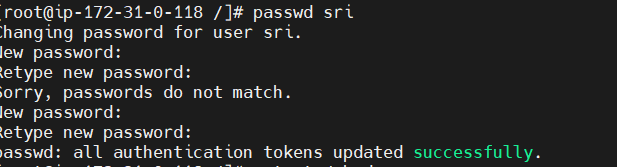 [root@ip-172-31-0-118 /]# passwd sri
Changing password for user sri.
New password:
Retype new password:
Sorry, passwords do not match.
New password:
Retype new password:
passwd: all authentication tokens updated successfully.